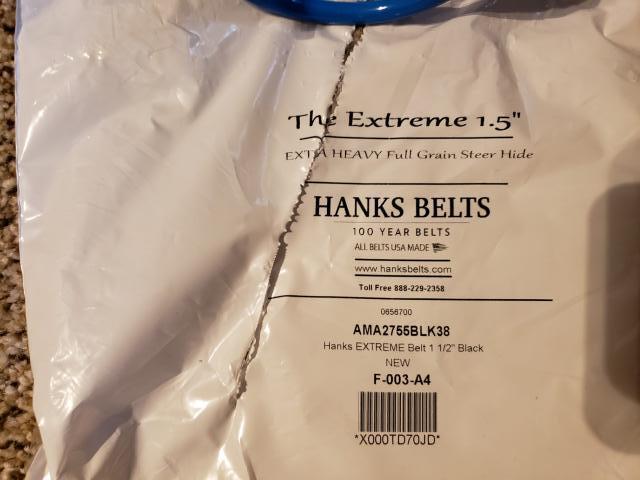 The Extreme 1.5"
EXTRA HEAVY Full Grain Steer Hide
HANKS BELTS
100 YEAR BELTS
ALL BELTS USA MADE
www.hanksbelts.com
Toll Free 888-229-2358
0656700
AMA2755BLK38
Hanks EXTREME Belt 1 1/2" Black
NEW
F-003-A4
*X000TD70JD*